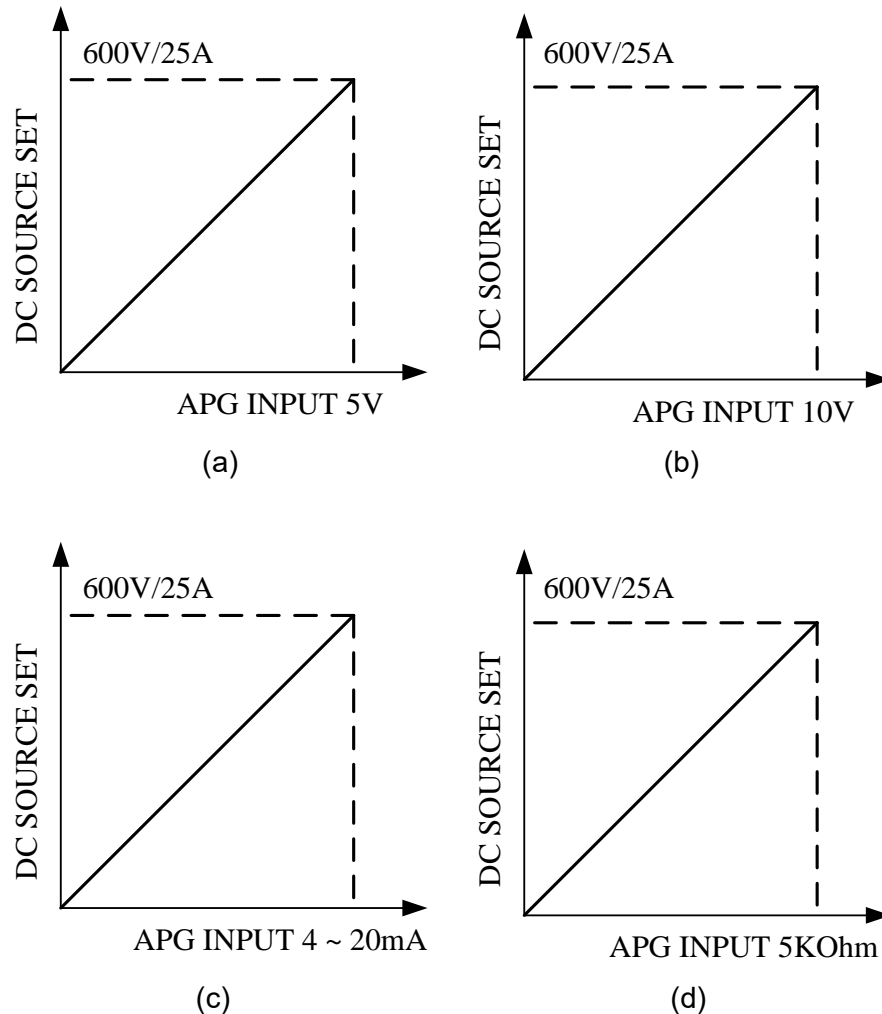 600V/25A
DC SOURCE SET
APG INPUT 5V
(a)
600V/25A
DC SOURCE SET
APG INPUT 10V
(b)
600V/25A
DC SOURCE SET
APG INPUT 4 ~ 20mA
(c)
600V/25A
DC SOURCE SET
APG INPUT 5KOhm
(d)